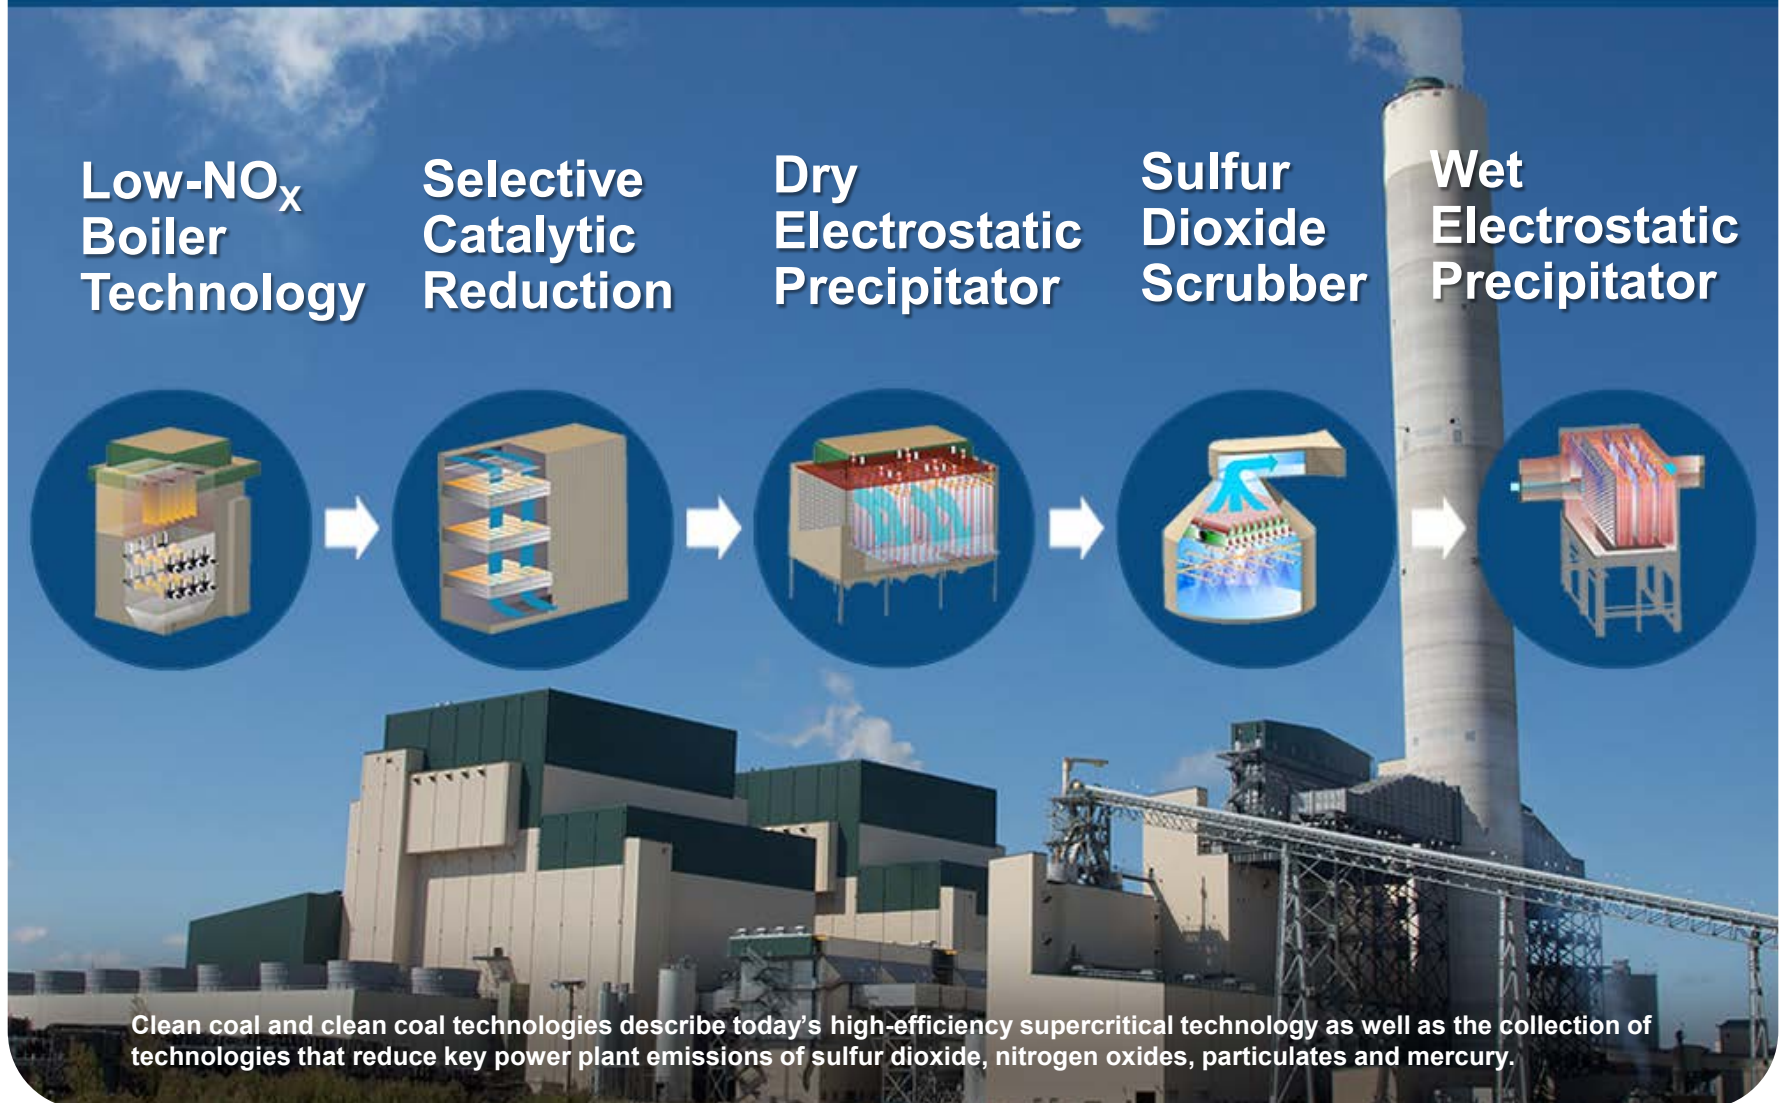 Low-NOX
Boiler
Technology
Selective
Catalytic
Reduction
Dry
Electrostatic
Precipitator
Sulfur
Dioxide
Scrubber
Wet
Electrostatic
Precipitator
Clean coal and clean coal technologies describe today’s high-efficiency supercritical technology as well as the collection of
technologies that reduce key power plant emissions of sulfur dioxide, nitrogen oxides, particulates and mercury.